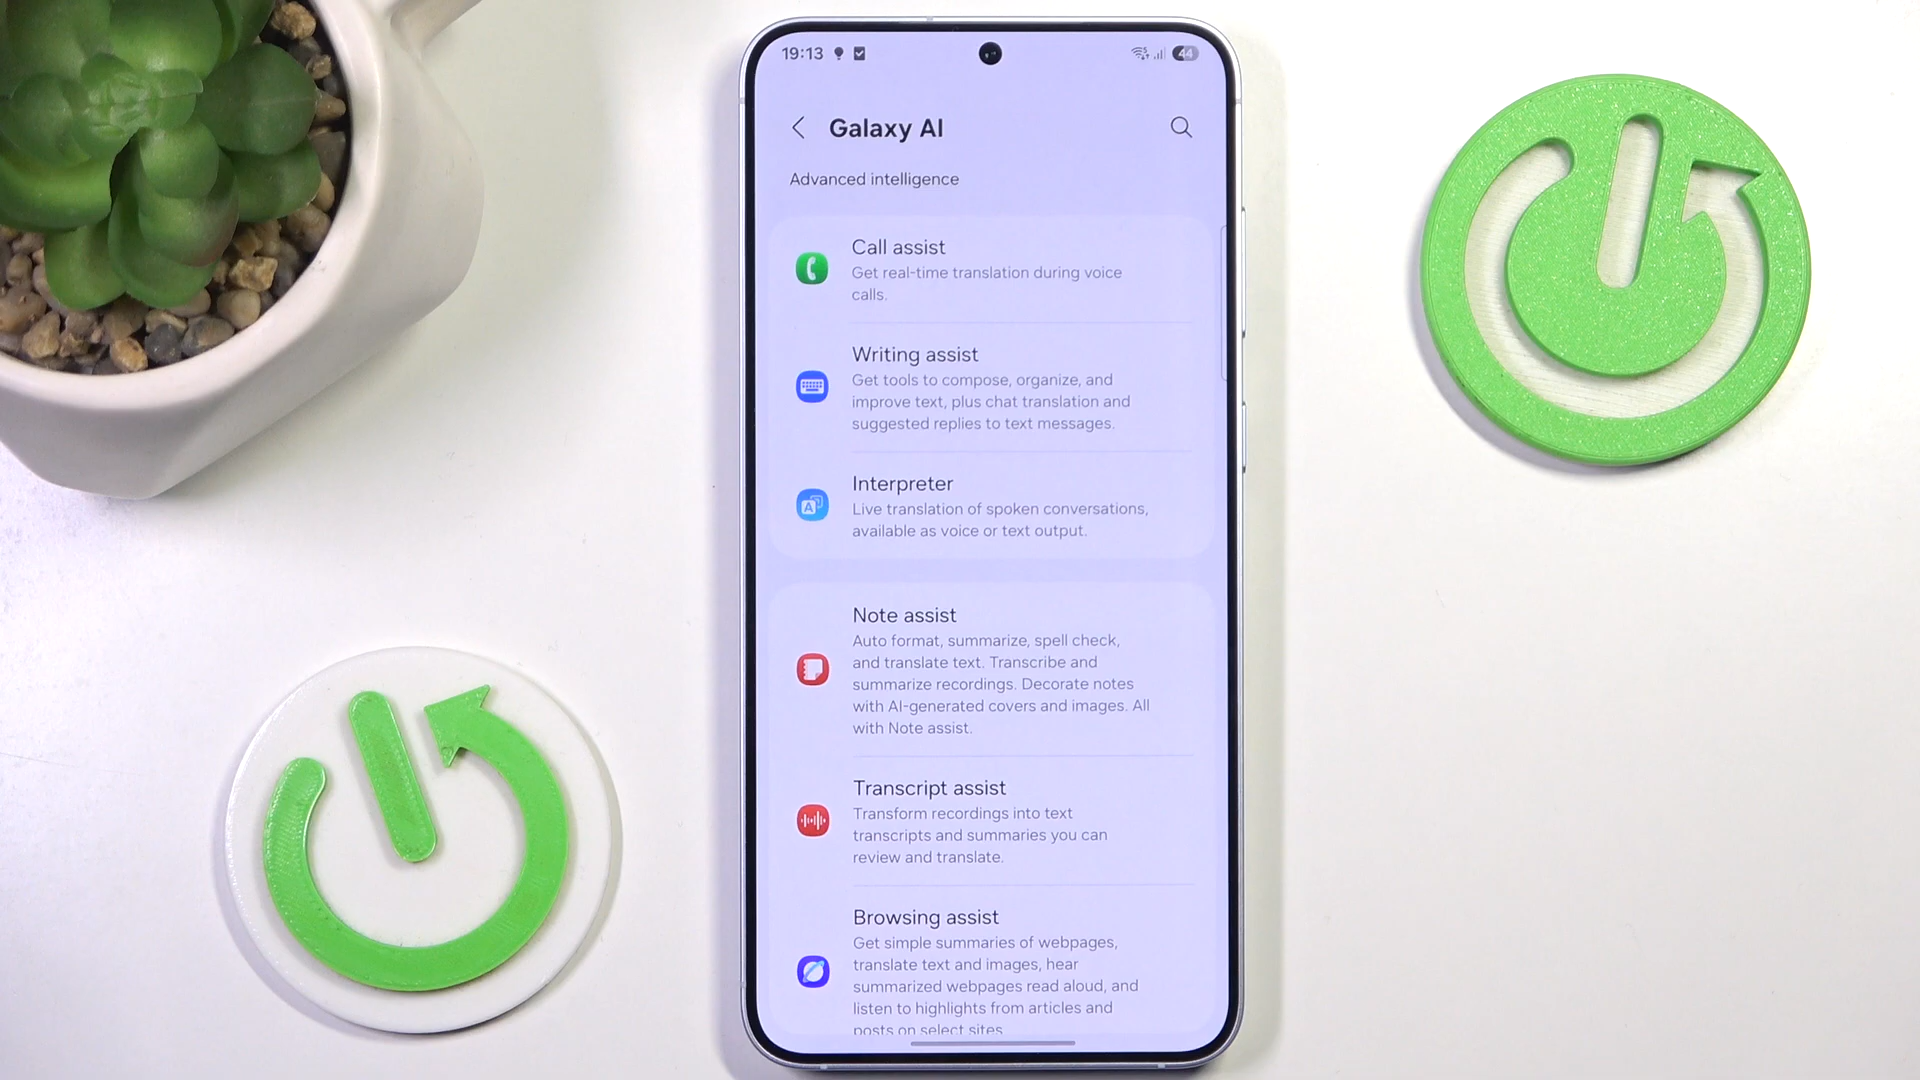 19:13
44
Galaxy AI
Advanced intelligence
Call assist
Get real-time translation during voice
calls.
Writing assist
Get tools to compose, organize, and
improve text, plus chat translation and
suggested replies to text messages.
Interpreter
Live translation of spoken conversations,
available as voice or text output.
Note assist
Auto format, summarize, spell check,
and translate text. Transcribe and
summarize recordings. Decorate notes
with AI-generated covers and images. All
with Note assist.
Transcript assist
Transform recordings into text
transcripts and summaries you can
review and translate.
Browsing assist
Get simple summaries of webpages,
translate text and images, hear
summarized webpages read aloud, and
listen to highlights from articles and
posts on select sites